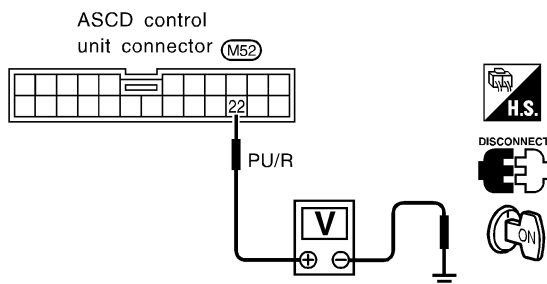 ASCD control
unit connector M52
22
H.S.
PU/R
DISCONNECT
V
ON